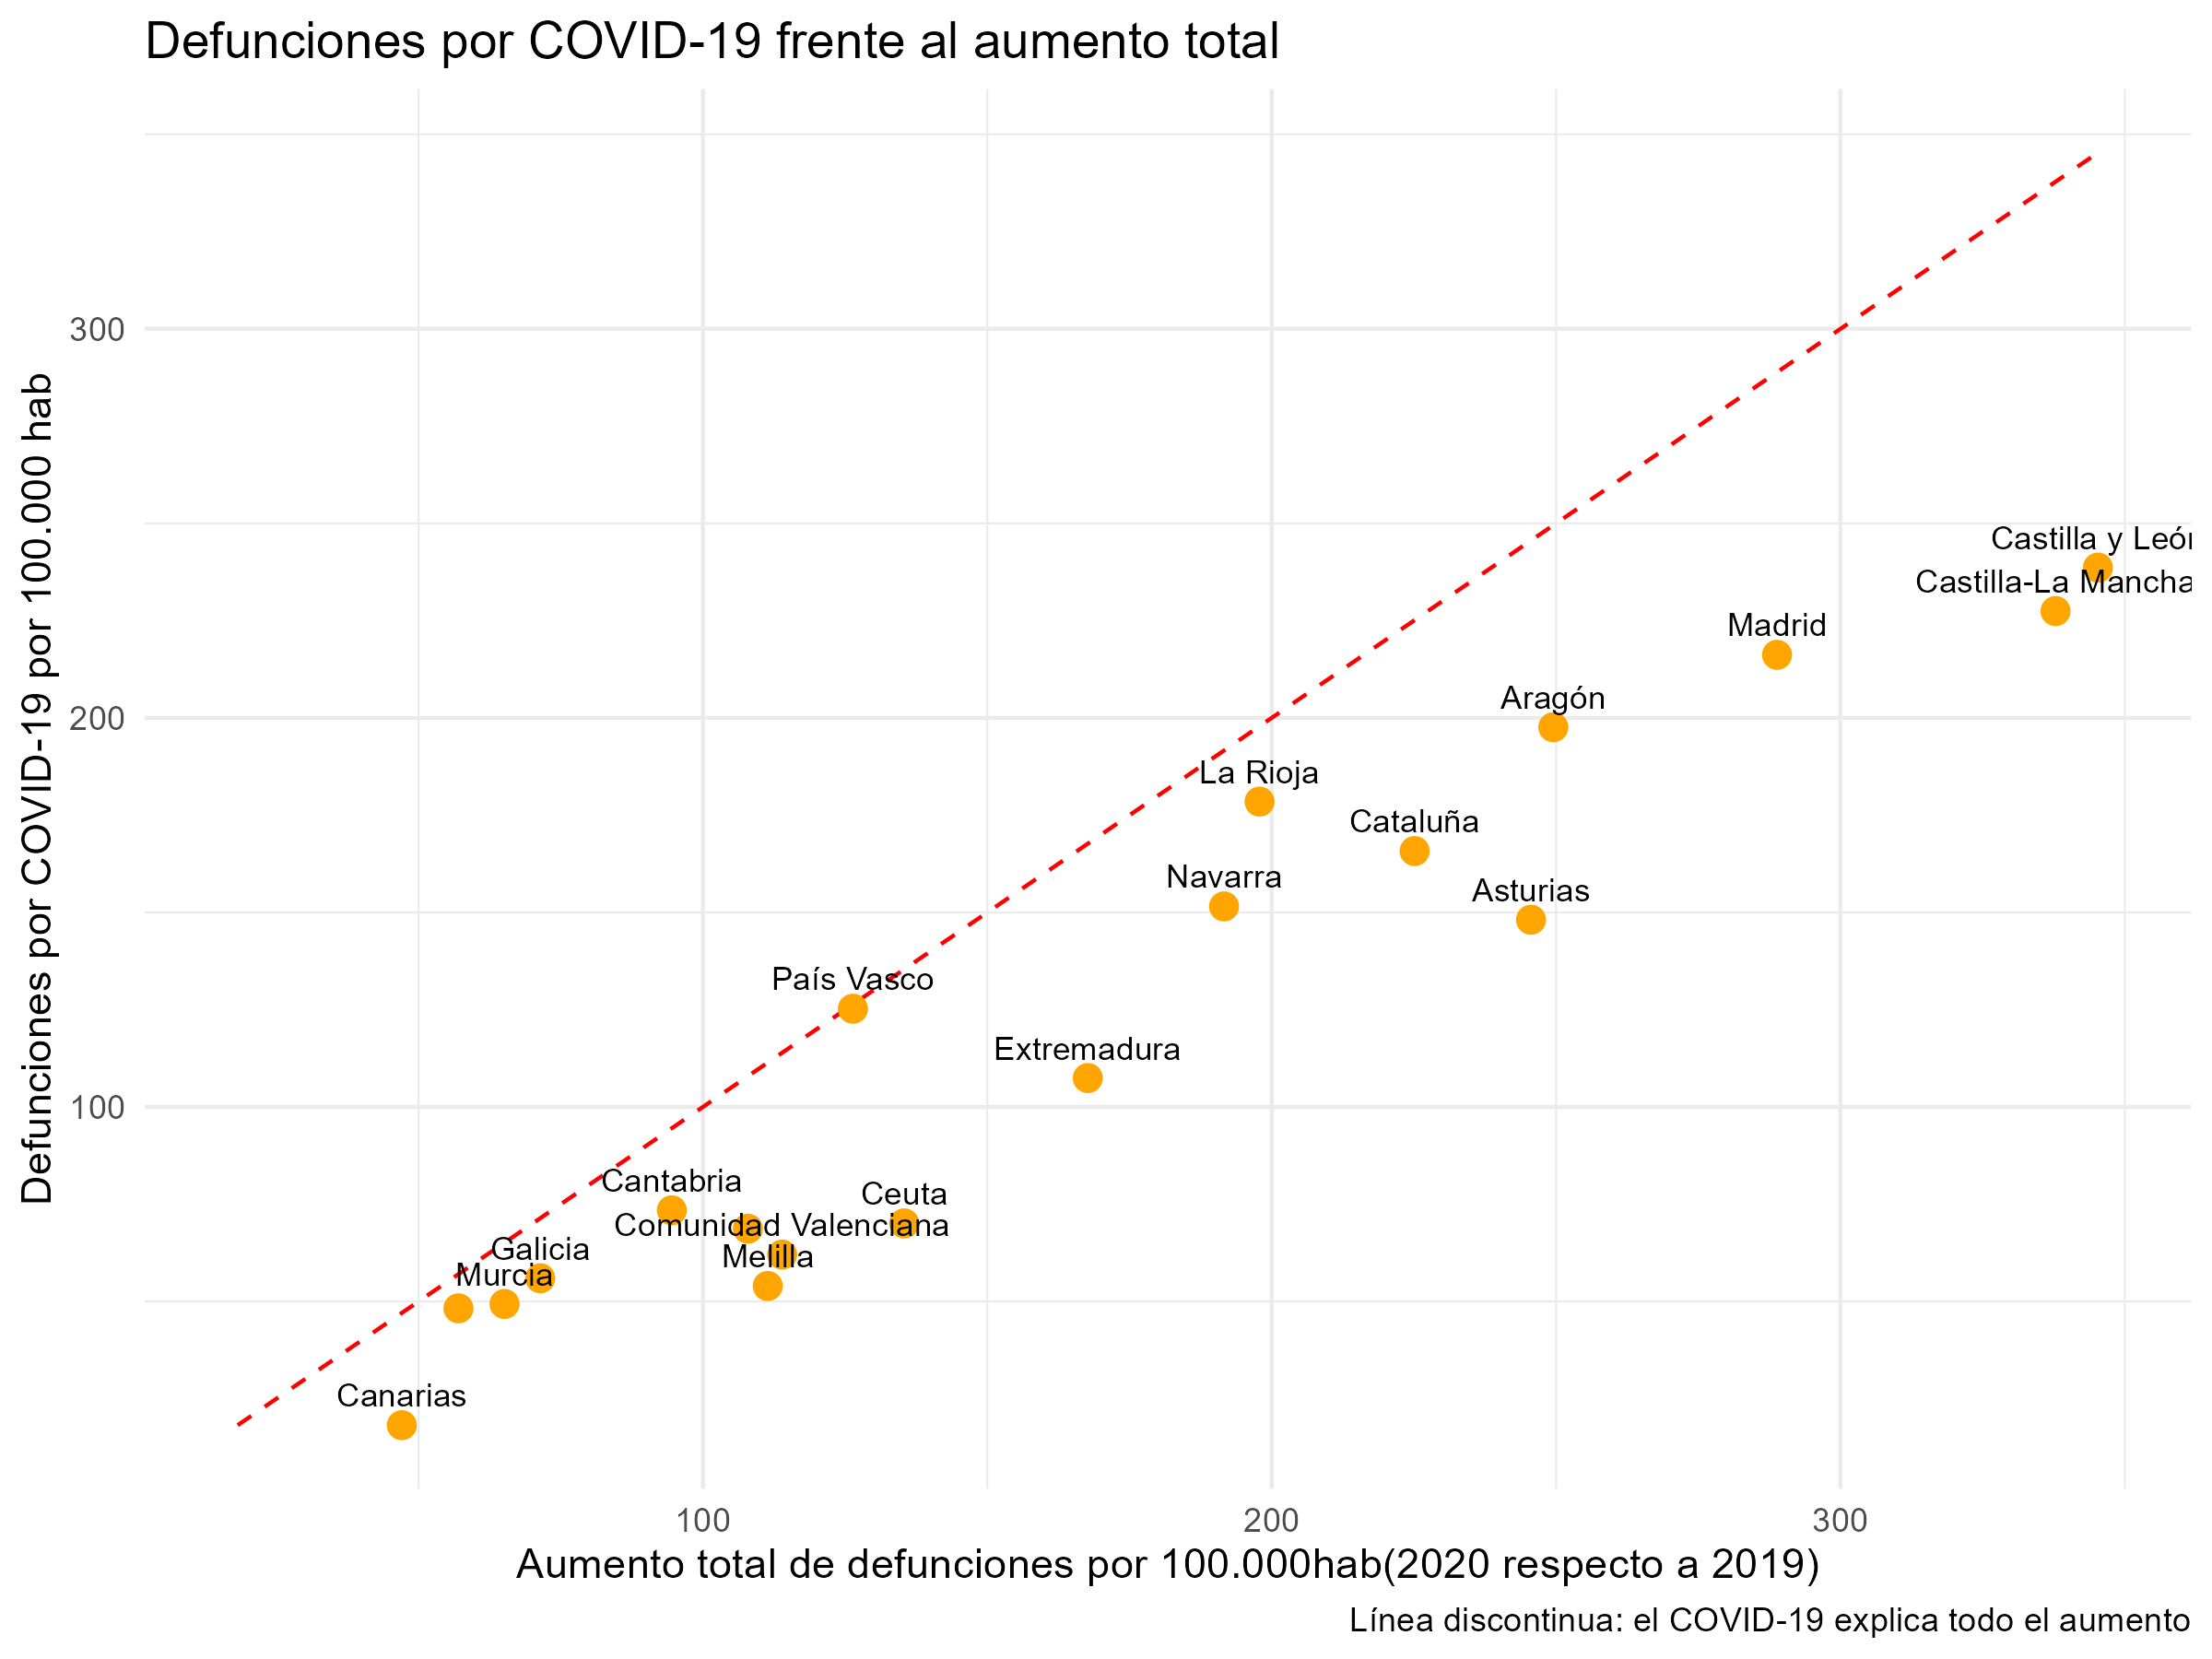 Defunciones por COVID-19 frente al aumento total
Defunciones por COVID-19 por 100.000 hab
300
200
100
Castilla y León
Castilla-La Mancha
Madrid
Aragón
La Rioja
Cataluña
Navarra
Asturias
País Vasco
Extremadura
Cantabria
Ceuta
Comunidad Valenciana
Galicia
Melilla
Murcia
Canarias
100
200
300
Aumento total de defunciones por 100.000hab(2020 respecto a 2019)
Línea discontinua: el COVID-19 explica todo el aumento